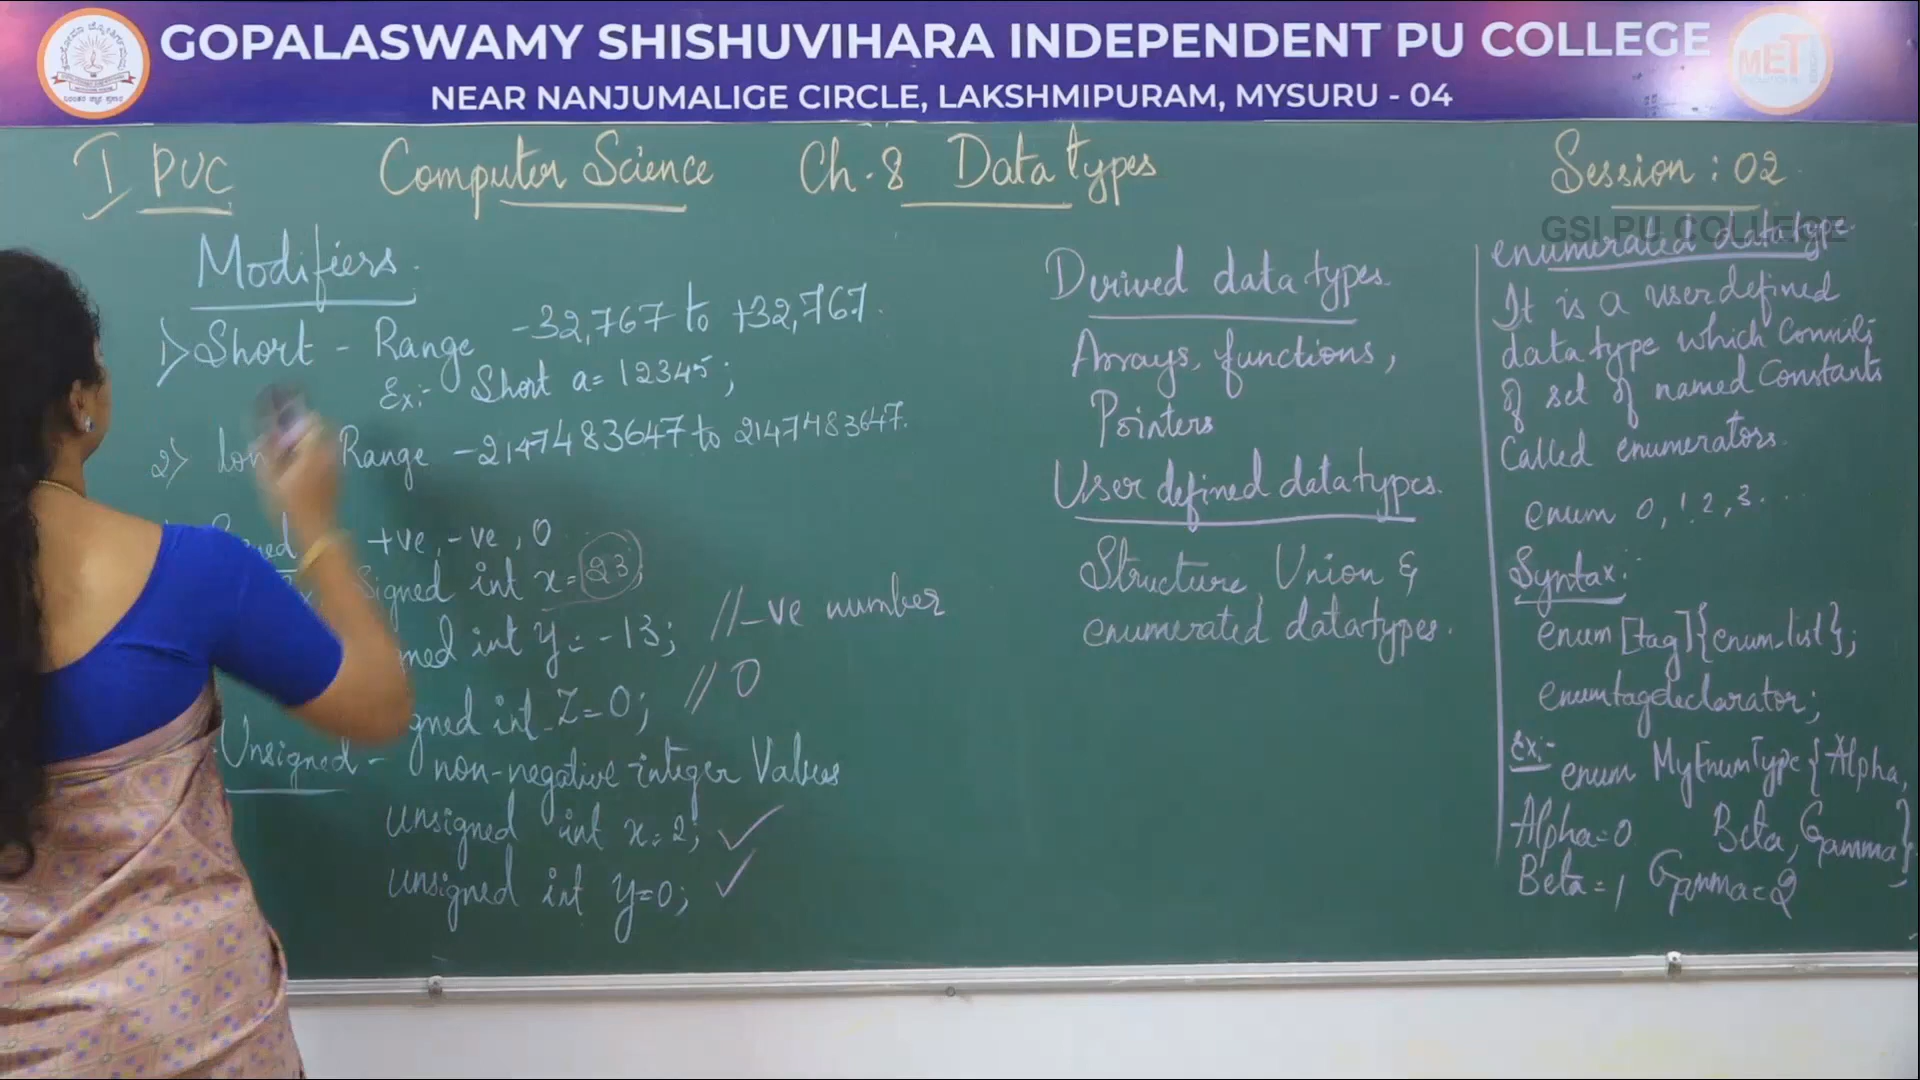 GOPALASWAMY SHISHUVIHARA INDEPENDENT PU COLLEGE
NEAR NANJUMALIGE CIRCLE, LAKSHMIPURAM, MYSURU - 04
MET
I PUC Computer Science Ch.8 Data types Session : 02
GSI PU COLLEGE
Modifiers.
1> Short - Range -32,767 to +32,767.
Ex:- Short a = 12345;
2> Range -2147483647 to 2147483647.
+ve, -ve, 0
Signed int x = 23;
int y = -13; //-ve number
int Z = 0; // 0
Unsigned - non-negative integer Values
unsigned int x = 2;
unsigned int y=0;
Derived data types.
Arrays, functions,
Pointers
User defined datatypes.
Structure, Union &
enumerated datatypes.
enumerated datatype.
It is a user defined
data type which
of set of named Constants
Called enumerators.
enum 0, 1, 2, 3...
Syntax:-
enum [tag] {enum-list};
enumtagdeclarator;
Ex:- enum MyEnumType {Alpha,
Alpha=0 Beta, Gamma}
Beta = 1 Gamma=2